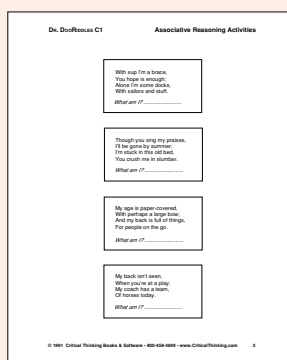 DR. DOORIDDLES C1 Associative Reasoning Activities
With sup I'm a brace,
You hope is enough;
Alone I'm some docks,
With sailors and stuff.
What am I? ........................
Though you sing my praises,
I'll be gone by summer;
I'm stuck in this old bed,
You crush me in slumber.
What am I? ........................
My age is paper-covered,
With perhaps a large bow;
And my back is full of things,
For people on the go.
What am I? ........................
My back isn't seen,
When you're at a play;
My coach has a team,
Of horses today.
What am I? ........................
© 1991 Critical Thinking Books & Software • 800-458-4849 • www.CriticalThinking.com 3